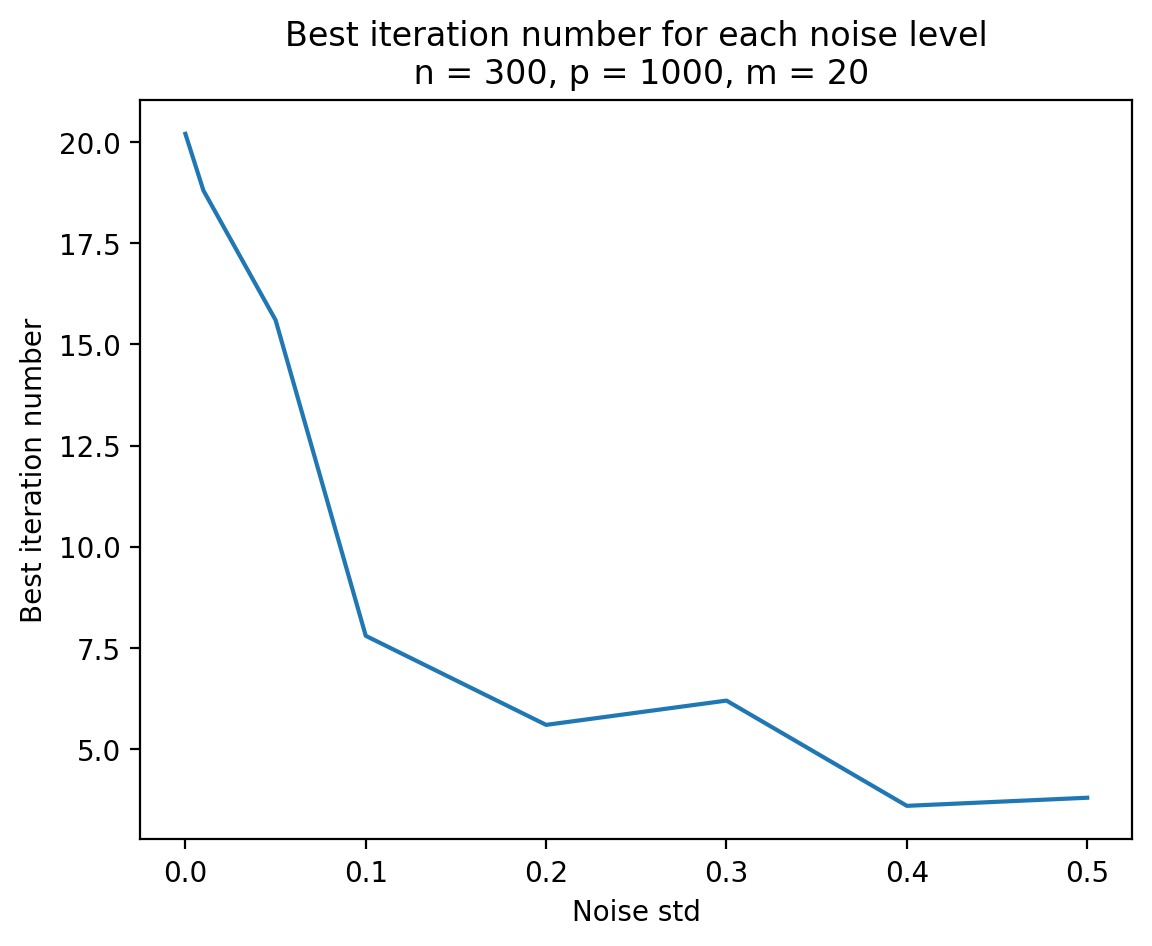 Best iteration number for each noise level
n = 300, p = 1000, m = 20
20.0
17.5
15.0
12.5
10.0
7.5
5.0
Best iteration number
0.0 0.1 0.2 0.3 0.4 0.5
Noise std